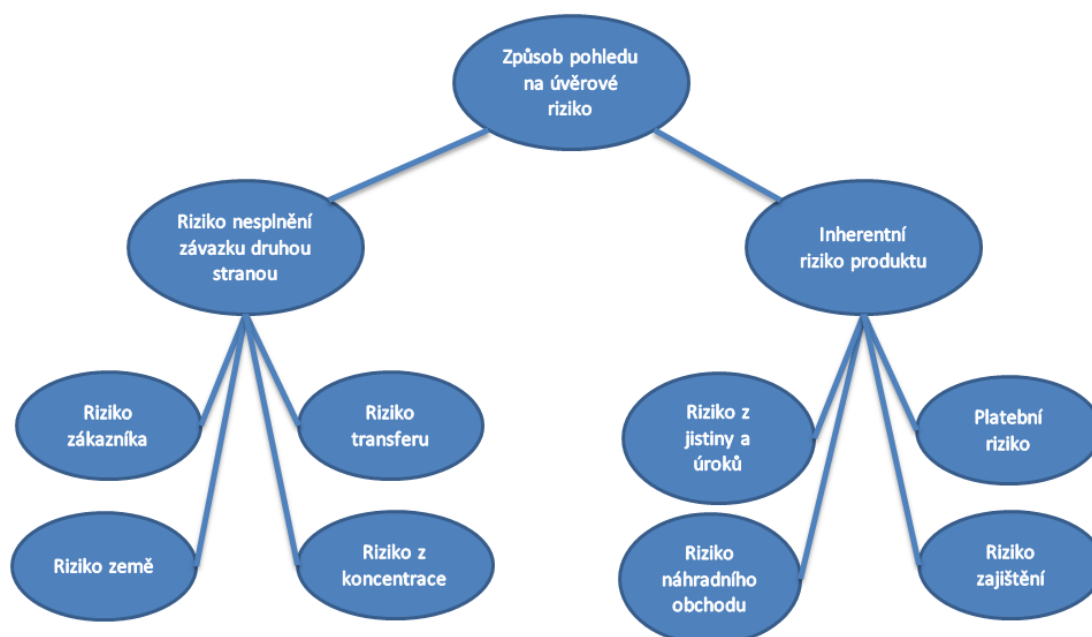 Způsob pohledu
na úvěrové
riziko
Riziko nesplnění
závazku druhou
stranou
Inherentní
riziko produktu
Riziko
zákazníka
Riziko
transferu
Riziko z
jistiny a
úroků
Platební
riziko
Riziko země
Riziko z
koncentrace
Riziko
náhradního
obchodu
Riziko
zajištění